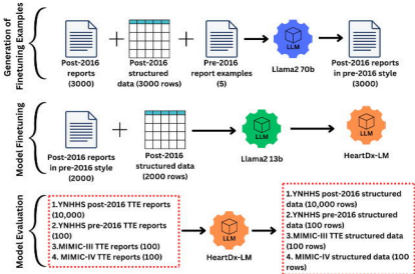 Generation of
Finetuning Examples
Post-2016
reports
(3000)
Post-2016
structured
data (3000 rows)
Pre-2016
report examples
(5)
LLM
Llama2 70b
Post-2016 reports
in pre-2016 style
(3000)
Model Finetuning
Post-2016 reports
in pre-2016 style
(2000)
Post-2016
structured data
(2000 rows)
LLM
Llama2 13b
LLM
HeartDx-LM
Model Evaluation
1.YNHHS post-2016 TTE reports
(10,000)
2.YNHHS pre-2016 TTE reports
(100)
3.MIMIC-III TTE reports (100)
4. MIMIC-IV TTE reports (100)
LLM
HeartDx-LM
1.YNHHS post-2016 structured
data (10,000 rows)
2.YNHHS pre-2016 structured
data (100 rows)
3.MIMIC-III TTE structured data
(100 rows)
4. MIMIC-IV structured data (100
rows)